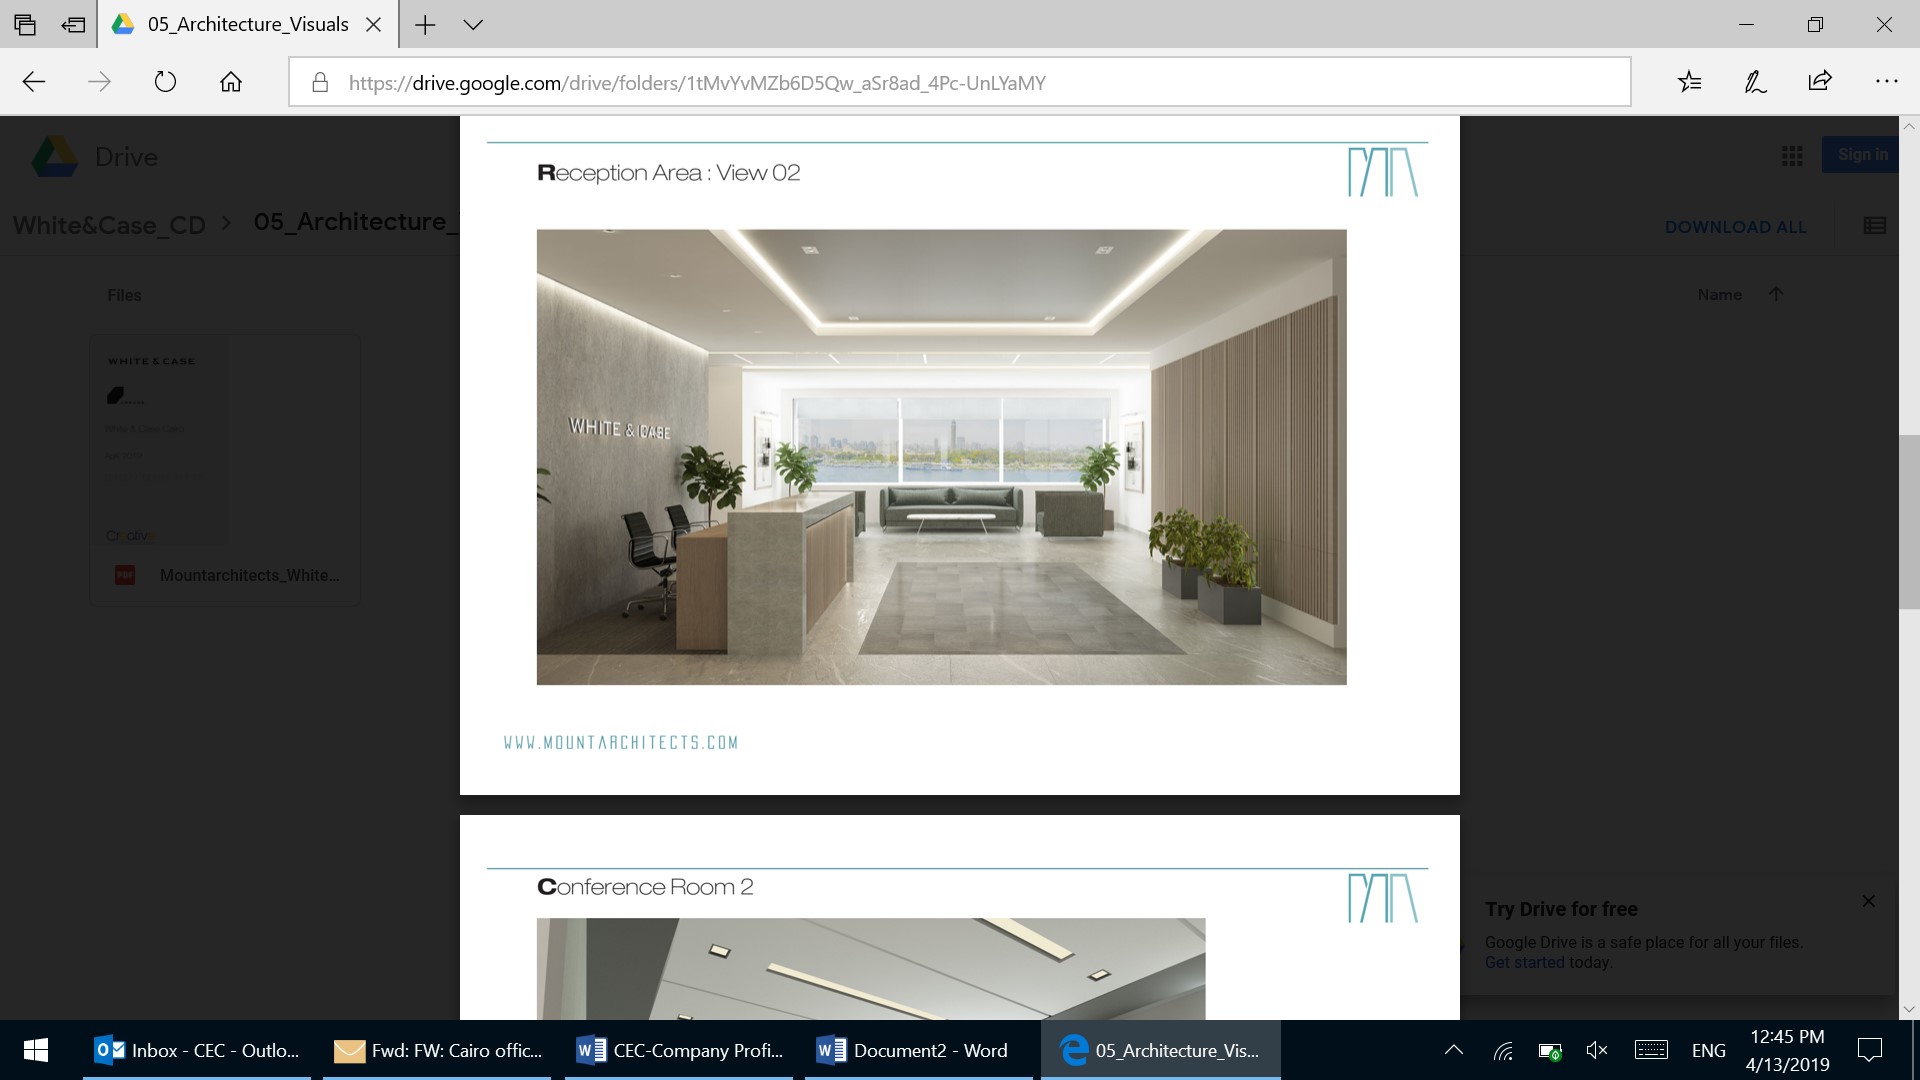 05_Architecture_Visuals
https://drive.google.com/drive/folders/1tMvYvMZb6D5Qw_aSr8ad_4Pc-UnLYaMY
Drive
Sign in
White&Case_CD > 05_Architecture_
DOWNLOAD ALL
Files
Name
WHITE & CASE
PDF
Mountarchitects_White...
Reception Area : View 02
WHITE &
WWW.MOUNTARCHITECTS.COM
Conference Room 2
Try Drive for free
Google Drive is a safe place for all your files.
Get started today.
Inbox - CEC - Outlo...
Fwd: FW: Cairo offic...
CEC-Company Profi...
Document2 - Word
05_Architecture_Vis...
ENG
12:45 PM
4/13/2019